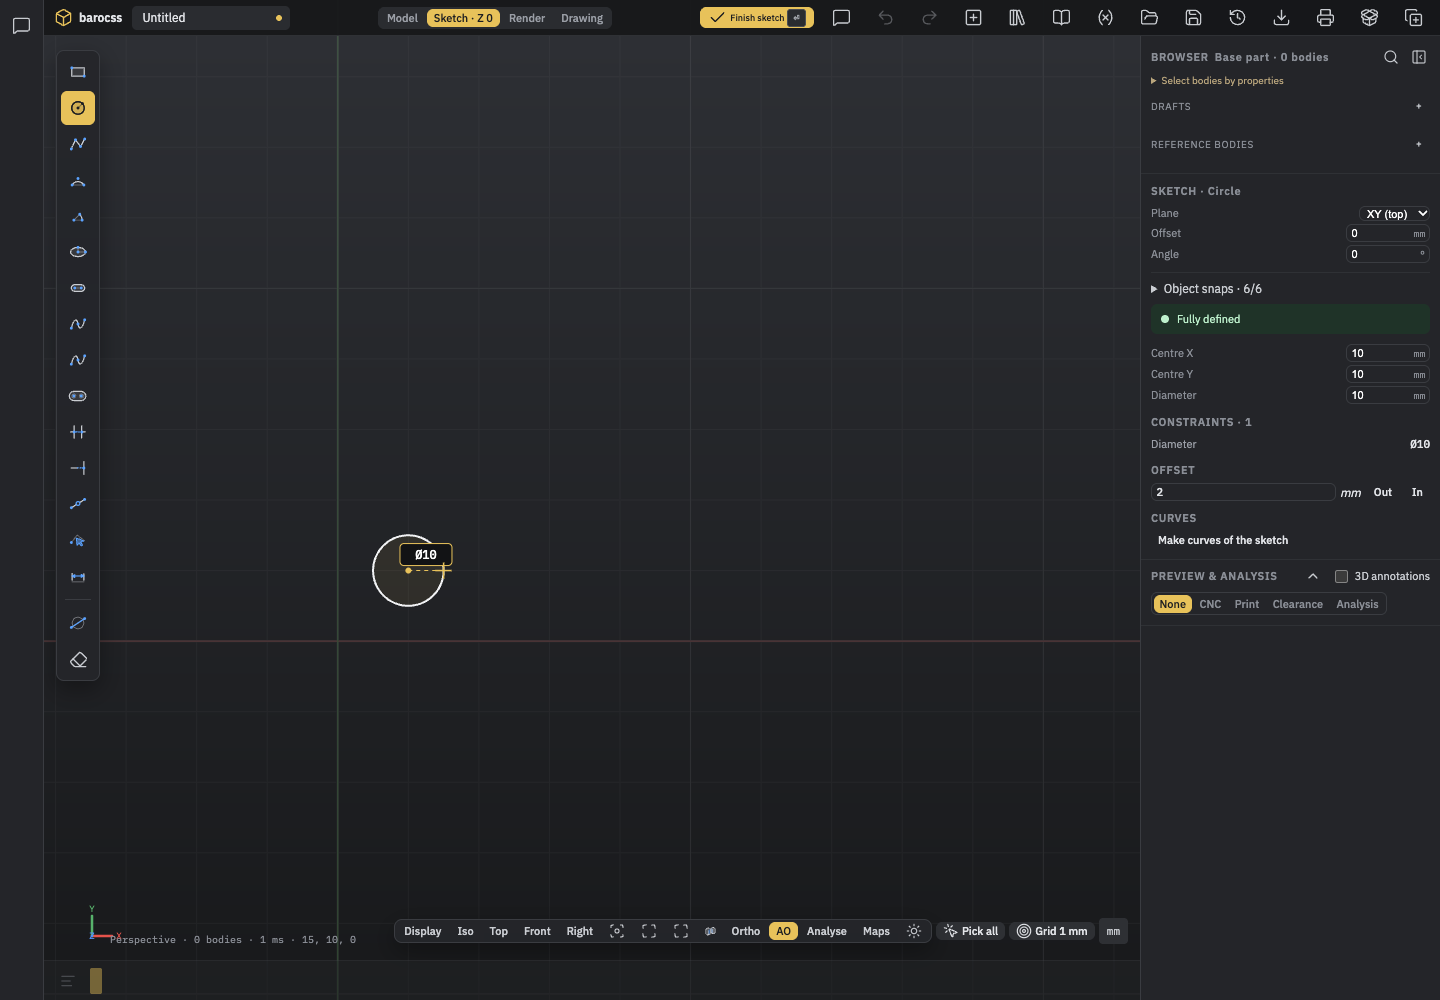 barocss
Untitled
Model
Sketch · Z 0
Render
Drawing
Finish sketch
BROWSER Base part · 0 bodies
Select bodies by properties
DRAFTS
REFERENCE BODIES
SKETCH · Circle
Plane
XY (top)
Offset
0 mm
Angle
0 °
Object snaps · 6/6
Fully defined
Centre X
10 mm
Centre Y
10 mm
Diameter
10 mm
CONSTRAINTS · 1
Diameter
Ø10
OFFSET
2 mm Out In
CURVES
Make curves of the sketch
PREVIEW & ANALYSIS
3D annotations
None CNC Print Clearance Analysis
Ø10
Y
X
Z
Perspective · 0 bodies · 1 ms · 15, 10, 0
Display Iso Top Front Right
Ortho AO Analyse Maps
Pick all
Grid 1 mm
mm